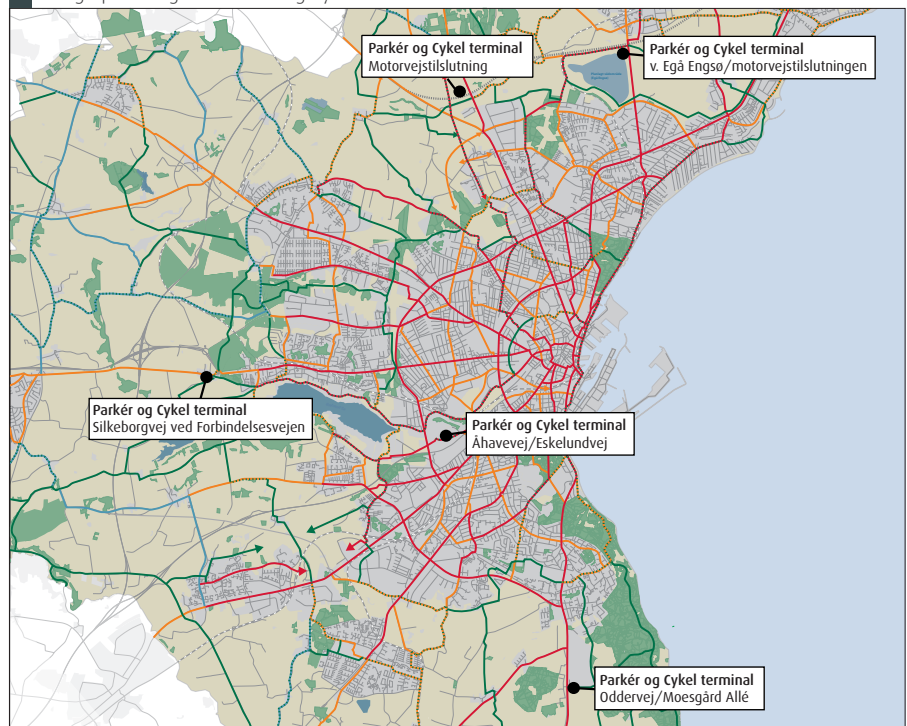 Parkér og Cykel terminal
Motorvejstilslutning
Parkér og Cykel terminal
v. Egå Engsø/motorvejstilslutningen
Parkér og Cykel terminal
Silkeborgvej ved Forbindelsesvejen
Parkér og Cykel terminal
Åhavevej/Eskelundvej
Parkér og Cykel terminal
Oddervej/Moesgård Allé